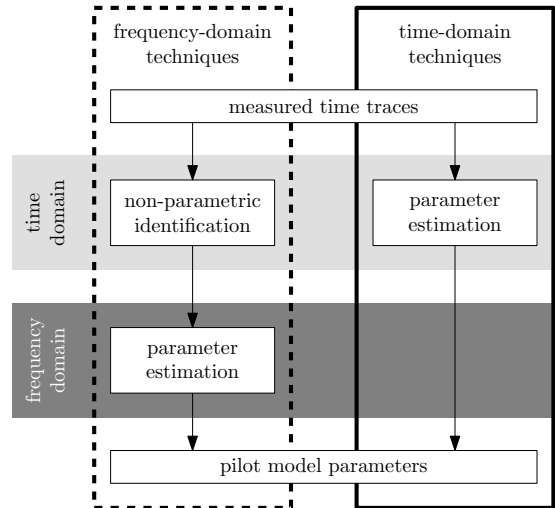 frequency-domain
techniques
time-domain
techniques
measured time traces
time
domain
non-parametric
identification
parameter
estimation
frequency
domain
parameter
estimation
pilot model parameters